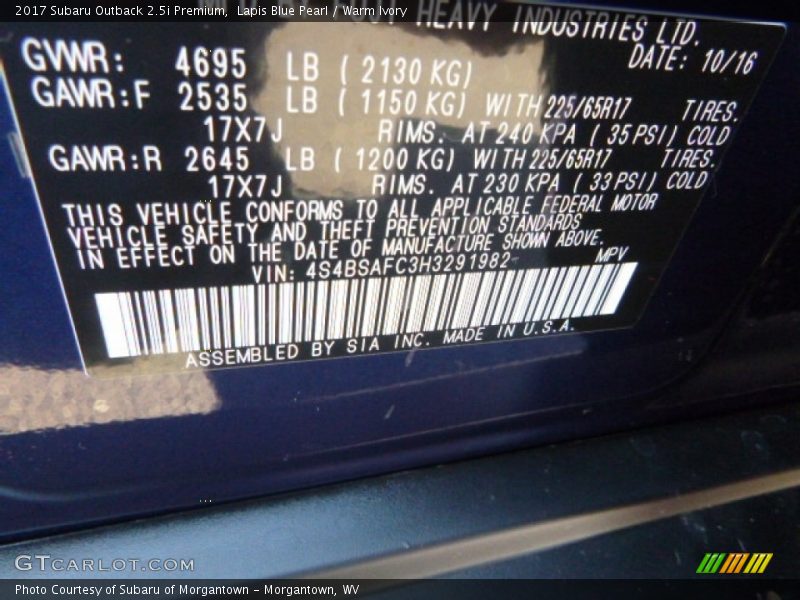 2017 Subaru Outback 2.5i Premium, Lapis Blue Pearl / Warm Ivory
HEAVY INDUSTRIES LTD.
DATE: 10/16
GVWR: 4695 LB ( 2130 KG)
GAWR:F 2535 LB ( 1150 KG) WITH 225/65R17 TIRES.
17X7J RIMS. AT 240 KPA ( 35 PSI) COLD
GAWR:R 2645 LB ( 1200 KG) WITH 225/65R17 TIRES.
17X7J RIMS. AT 230 KPA ( 33 PSI) COLD
THIS VEHICLE CONFORMS TO ALL APPLICABLE FEDERAL MOTOR
VEHICLE SAFETY AND THEFT PREVENTION STANDARDS
IN EFFECT ON THE DATE OF MANUFACTURE SHOWN ABOVE.
VIN: 4S4BSAFC3H3291982 MPV
ASSEMBLED BY SIA INC. MADE IN U.S.A.
GTCARLOT.COM
Photo Courtesy of Subaru of Morgantown - Morgantown, WV